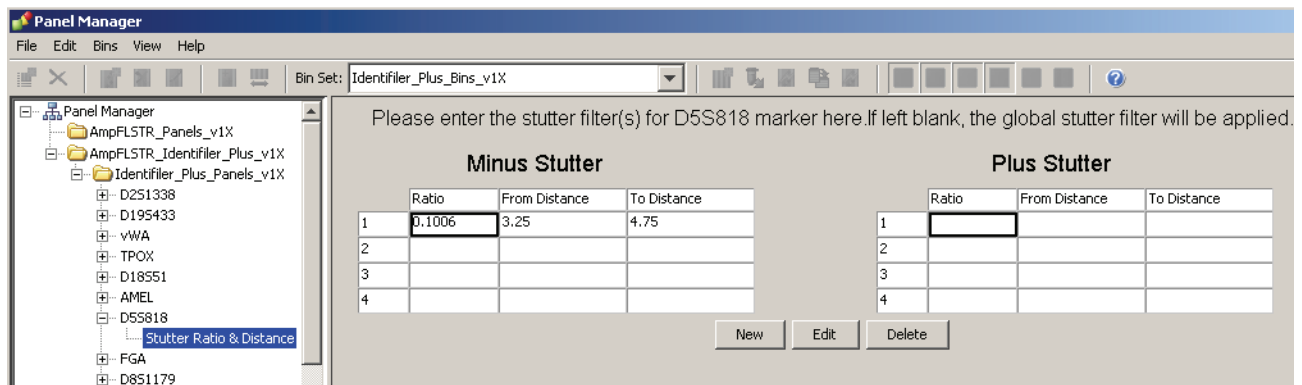 Panel Manager
File Edit Bins View Help
Bin Set: Identifiler_Plus_Bins_v1X
Panel Manager
AmpFLSTR_Panels_v1X
AmpFLSTR_Identifiler_Plus_v1X
Identifiler_Plus_Panels_v1X
D2S1338
D19S433
vWA
TPOX
D18S51
AMEL
D5S818
Stutter Ratio & Distance
FGA
D8S1179
Please enter the stutter filter(s) for D5S818 marker here.If left blank, the global stutter filter will be applied.
Minus Stutter
Ratio From Distance To Distance
1 0.1006 3.25 4.75
2
3
4
Plus Stutter
Ratio From Distance To Distance
1
2
3
4
New Edit Delete